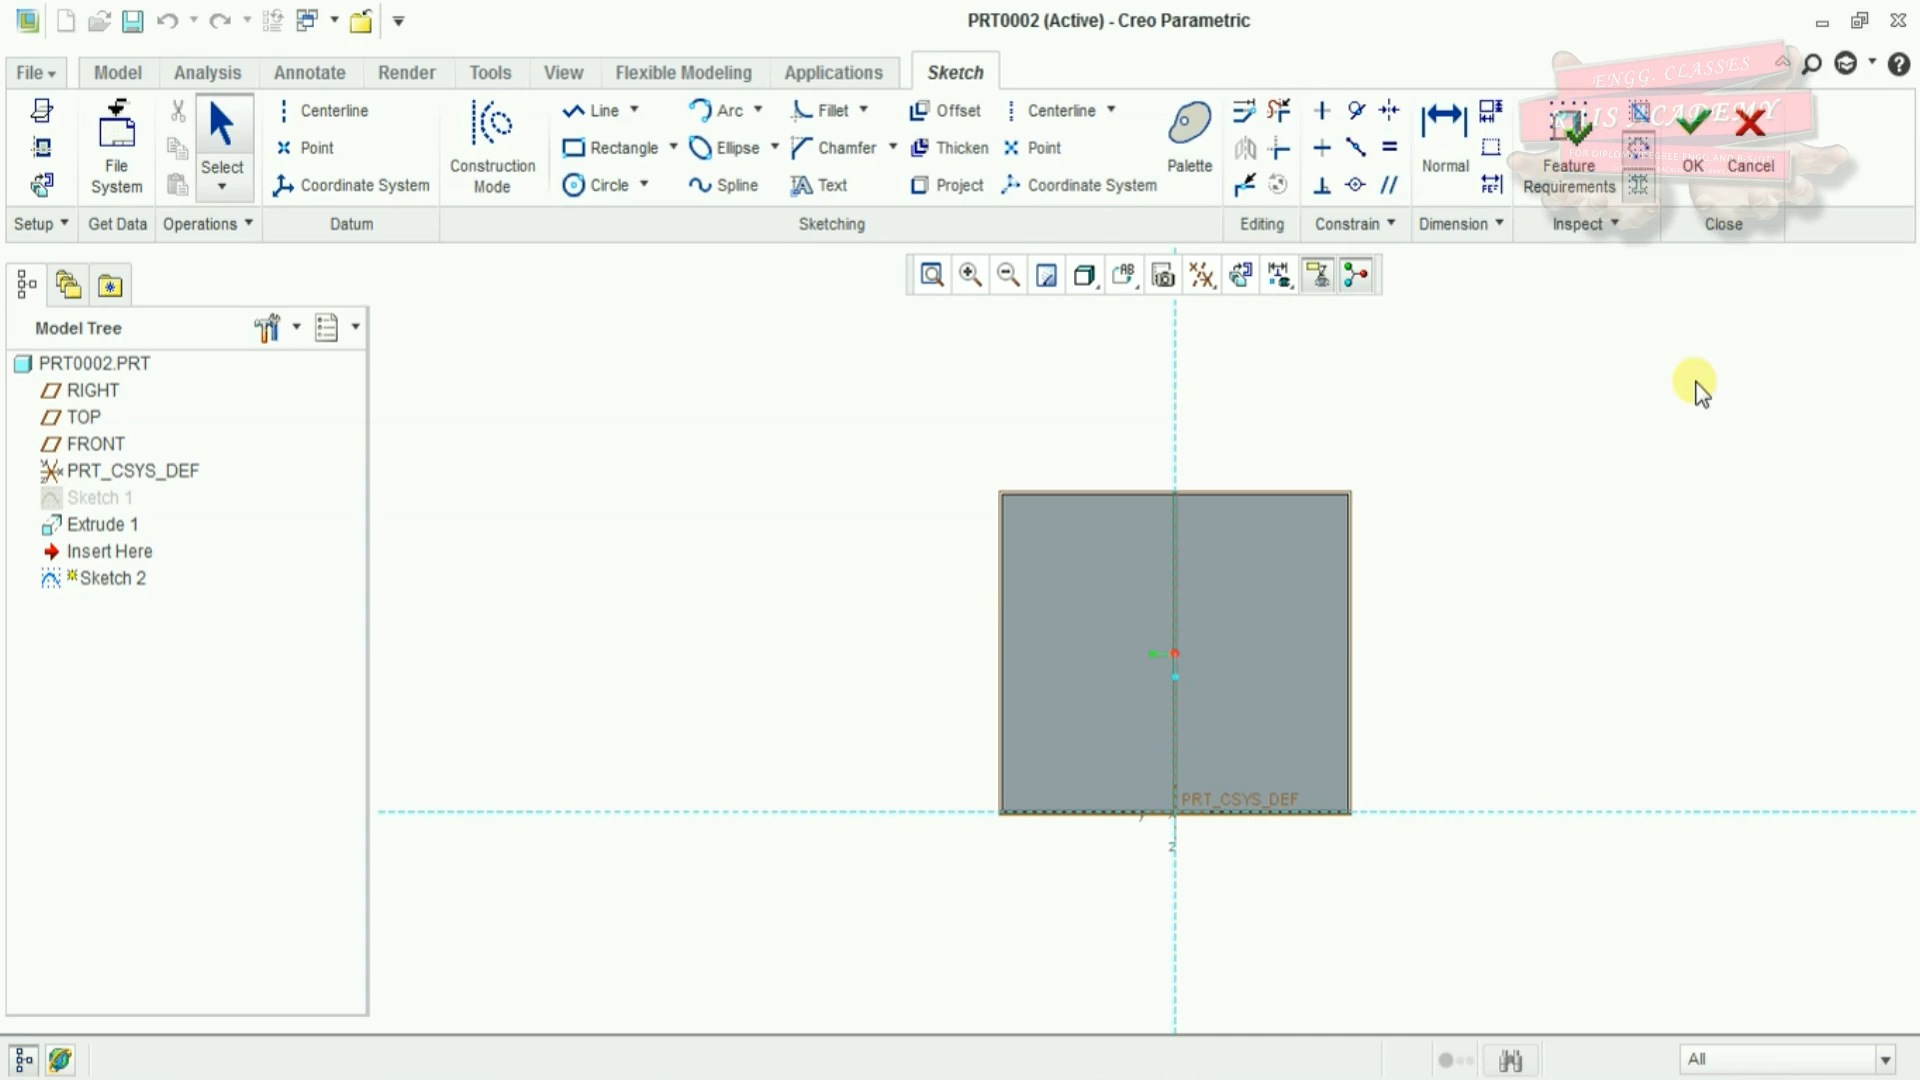 PRT0002 (Active) - Creo Parametric
File
Model
Analysis
Annotate
Render
Tools
View
Flexible Modeling
Applications
Sketch
ENGG. CLASSES
ACADEMY
File System
Select
Centerline
Point
Coordinate System
Construction Mode
Line
Rectangle
Circle
Arc
Ellipse
Spline
Fillet
Chamfer
Text
Offset
Thicken
Project
Centerline
Point
Coordinate System
Palette
Normal
Feature Requirements
OK
Cancel
Setup
Get Data
Operations
Datum
Sketching
Editing
Constrain
Dimension
Inspect
Close
Model Tree
PRT0002.PRT
RIGHT
TOP
FRONT
PRT_CSYS_DEF
Sketch 1
Extrude 1
Insert Here
Sketch 2
PRT_CSYS_DEF
y
z
All